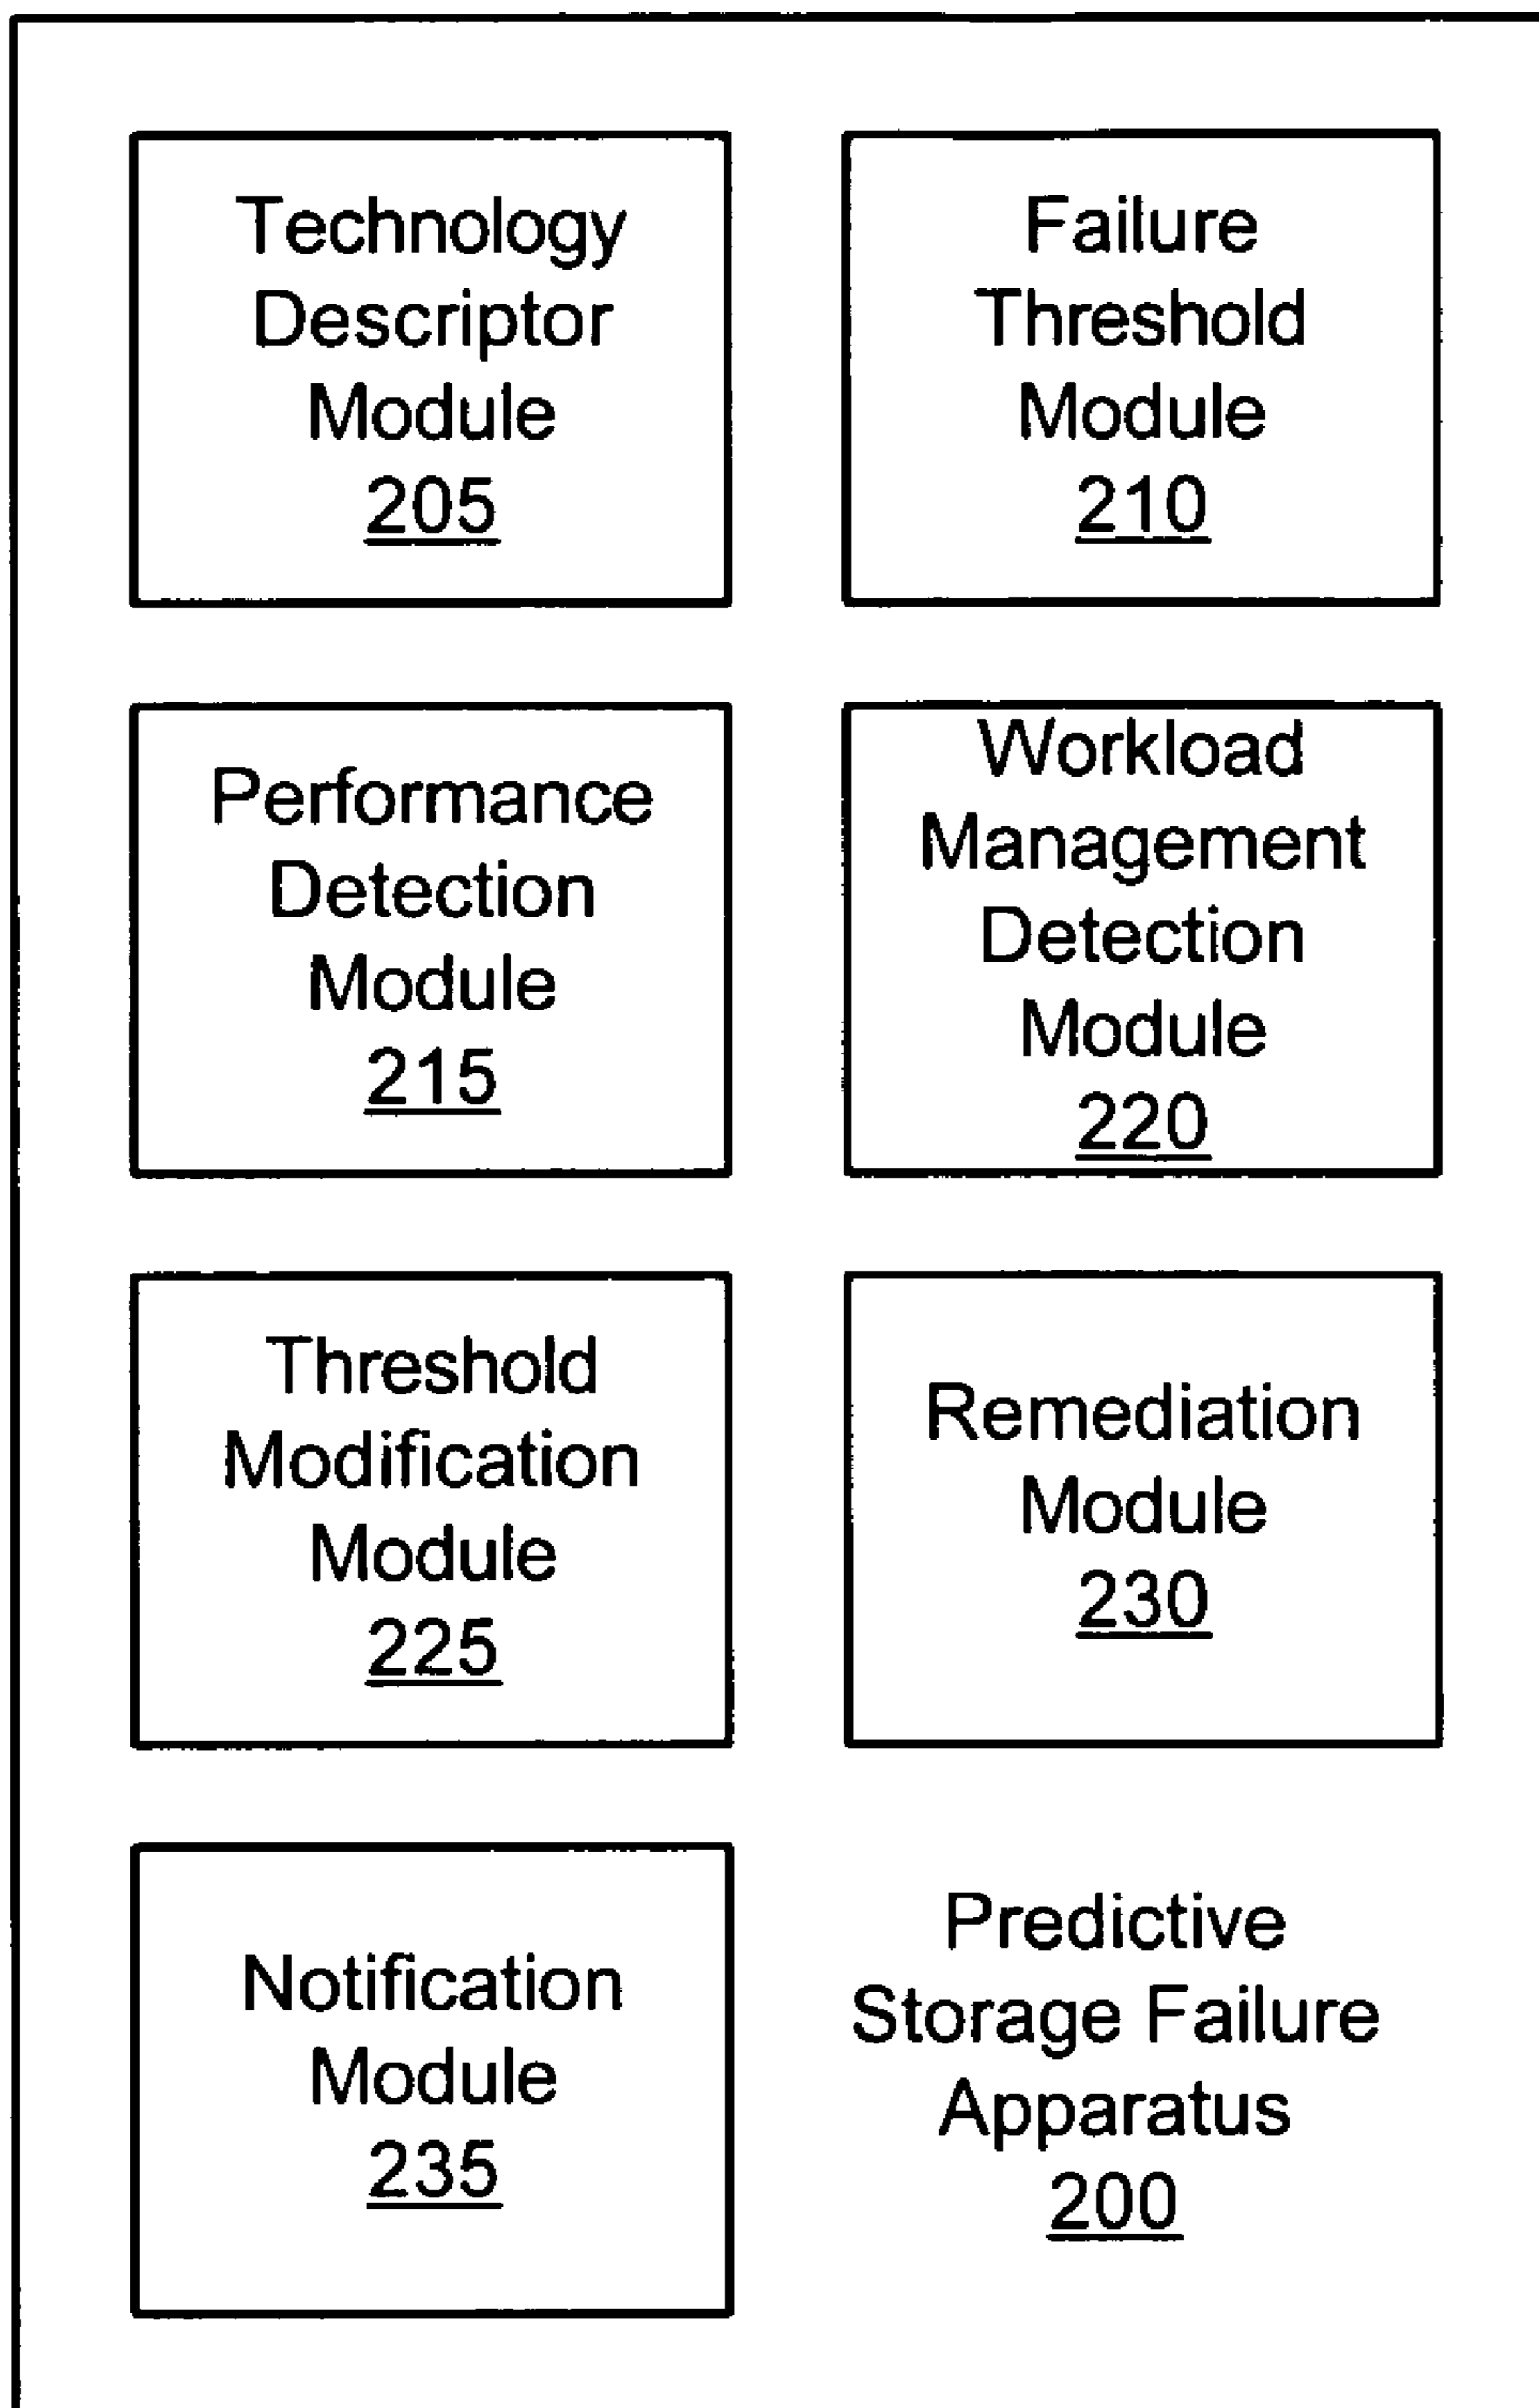 Technology
Descriptor
Module
205
Failure
Threshold
Module
210
Performance
Detection
Module
215
Workload
Management
Detection
Module
220
Threshold
Modification
Module
225
Remediation
Module
230
Notification
Module
235
Predictive
Storage Failure
Apparatus
200